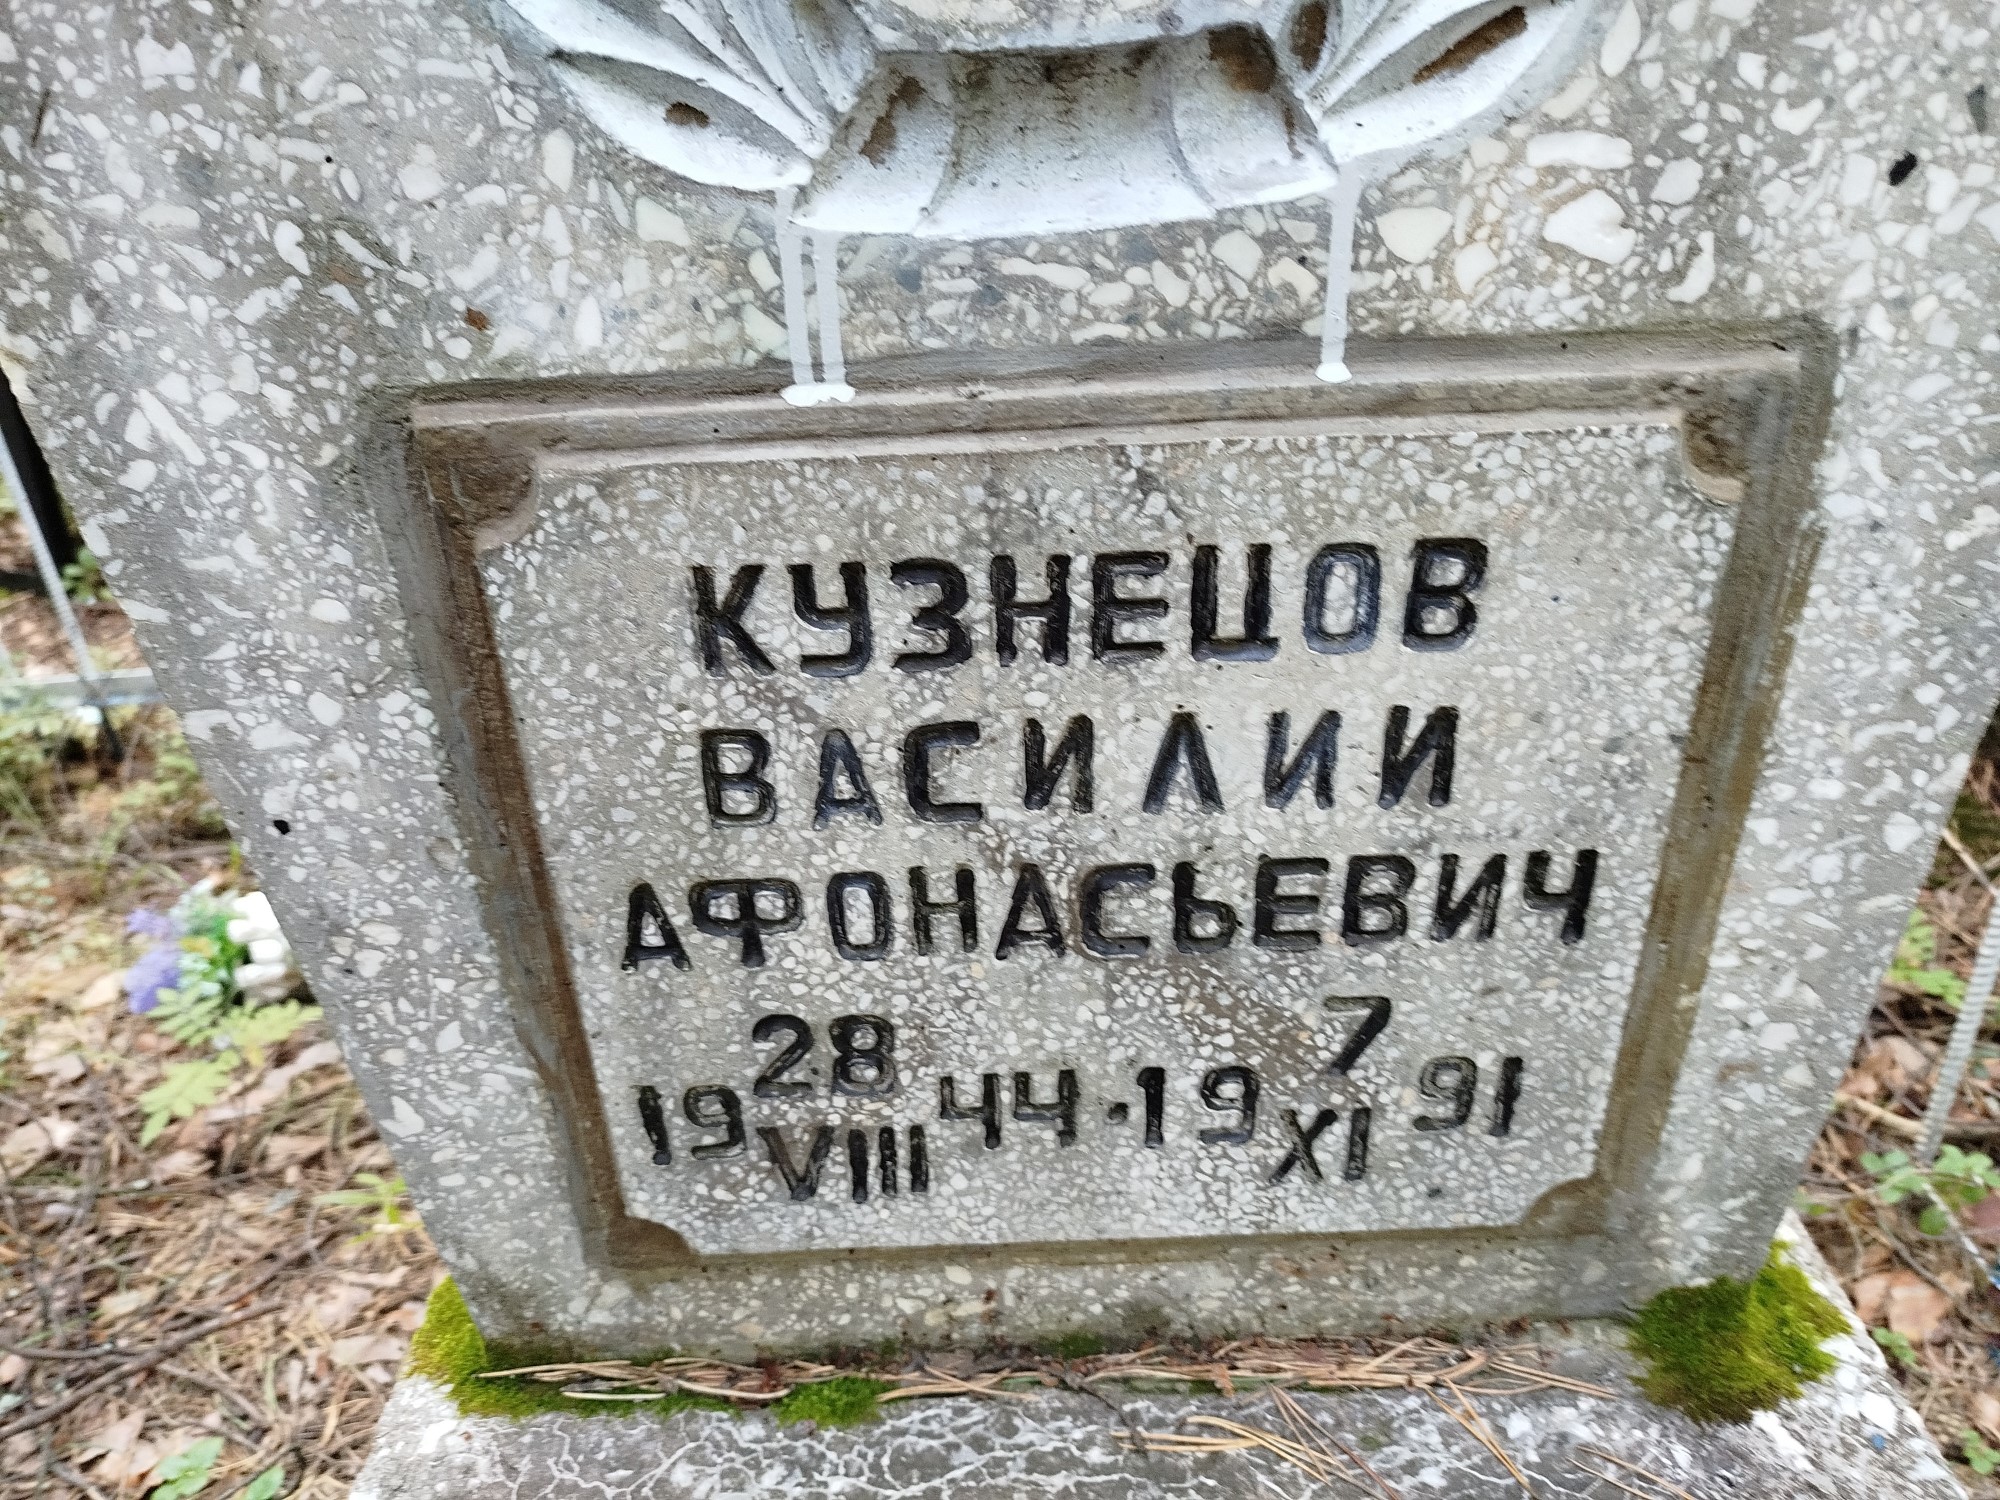 КУЗНЕЦОВ
ВАСИЛИИ
АФОНАСЬЕВИЧ
19 28/VIII 44 · 19 7/XI 91